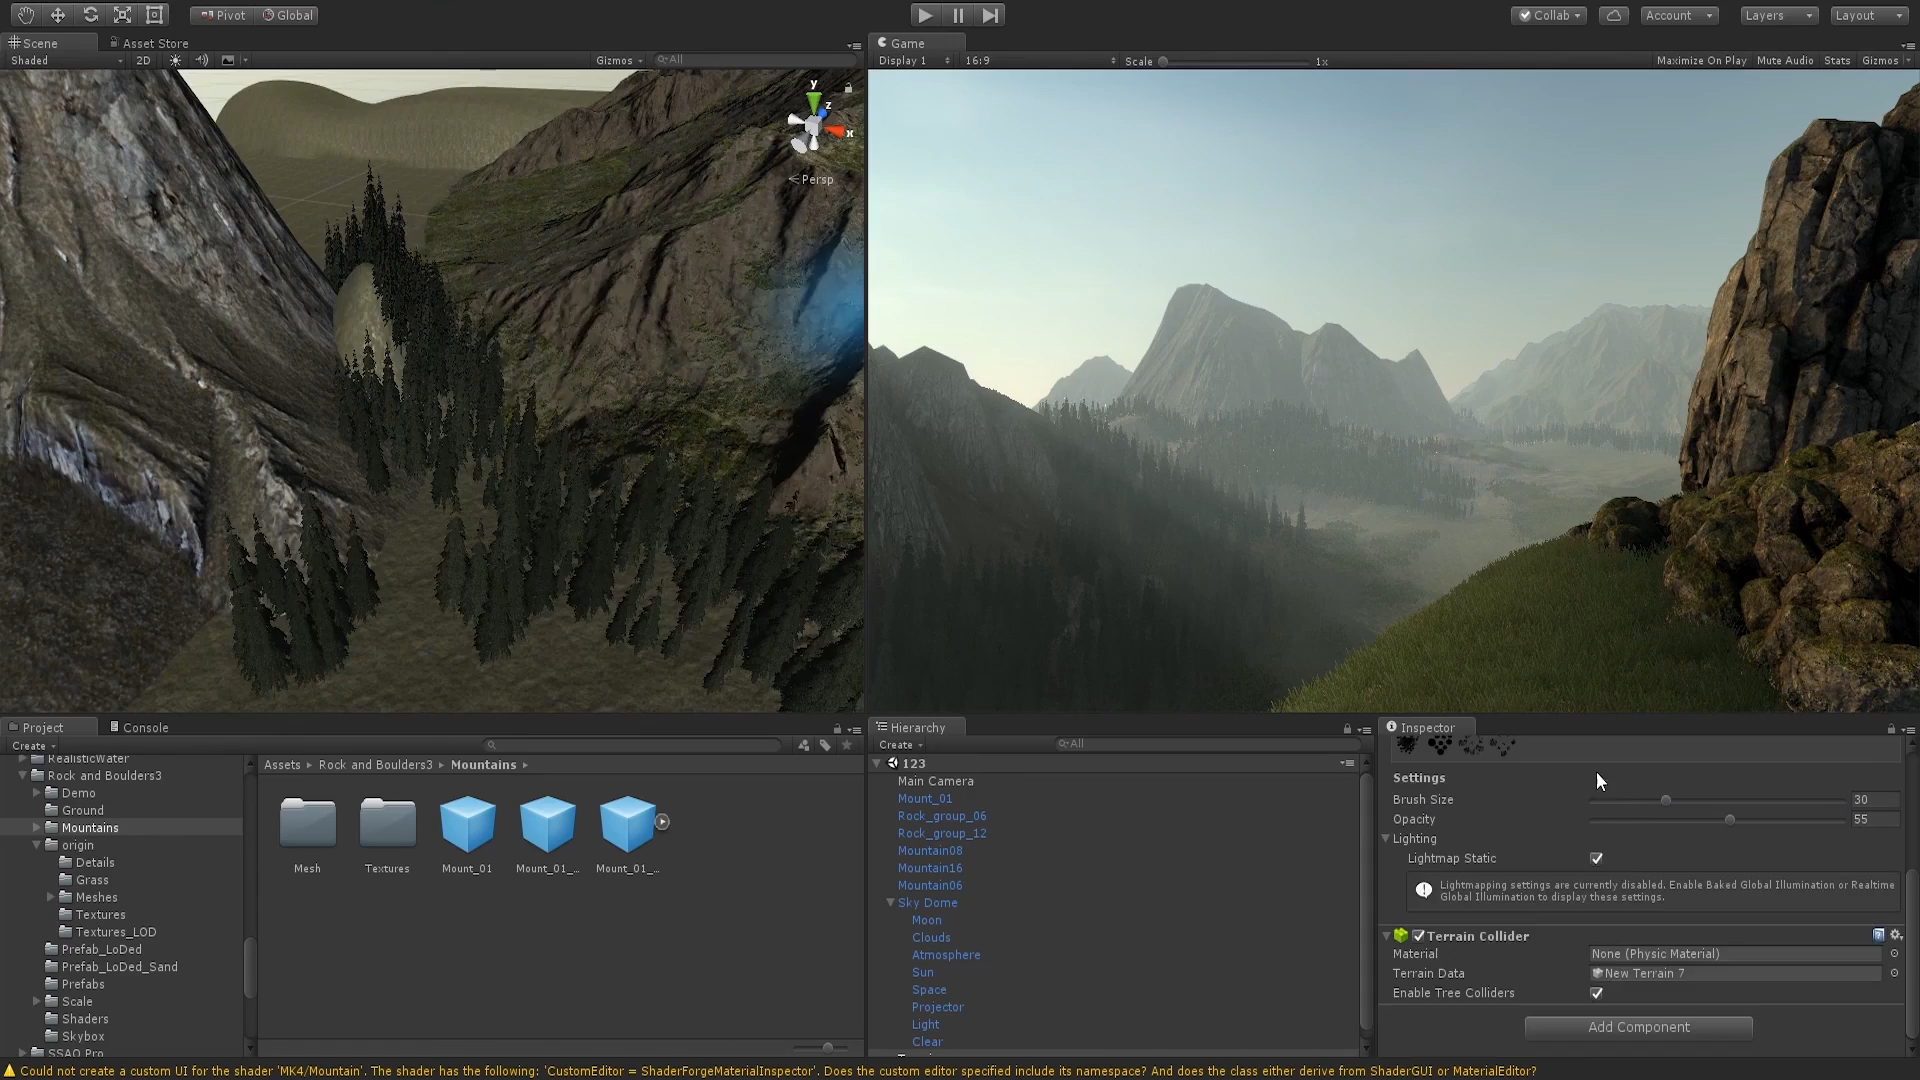 Pivot Global Collab Account Layers Layout
Scene Asset Store Game
Shaded 2D Gizmos All Display 1 16:9 Scale 1x Maximize On Play Mute Audio Stats Gizmos
y
z
x
Persp
Project Console Hierarchy Inspector
Create Create All
RealisticWater
Rock and Boulders3
Demo
Ground
Mountains
origin
Details
Grass
Meshes
Textures
Textures_LOD
Prefab_LoDed
Prefab_LoDed_Sand
Prefabs
Scale
Shaders
Skybox
SSAO Pro
Assets Rock and Boulders3 Mountains
Mesh Textures Mount_01 Mount_01_... Mount_01_...
123
Main Camera
Mount_01
Rock_group_06
Rock_group_12
Mountain08
Mountain16
Mountain06
Sky Dome
Moon
Clouds
Atmosphere
Sun
Space
Projector
Light
Clear
Settings
Brush Size 30
Opacity 55
Lighting
Lightmap Static
Lightmapping settings are currently disabled. Enable Baked Global Illumination or Realtime
Global Illumination to display these settings.
Terrain Collider
Material None (Physic Material)
Terrain Data New Terrain 7
Enable Tree Colliders
Add Component
Could not create a custom UI for the shader 'MK4/Mountain'. The shader has the following: 'CustomEditor = ShaderForgeMaterialInspector'. Does the custom editor specified include its namespace? And does the class either derive from ShaderGUI or MaterialEditor?